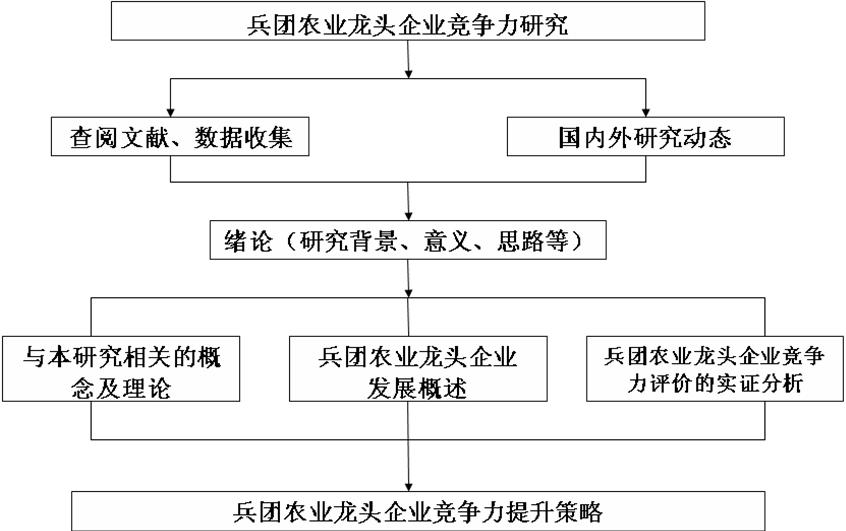 兵团农业龙头企业竞争力研究
查阅文献、数据收集
国内外研究动态
绪论（研究背景、意义、思路等）
与本研究相关的概
念及理论
兵团农业龙头企业
发展概述
兵团农业龙头企业竞争
力评价的实证分析
兵团农业龙头企业竞争力提升策略